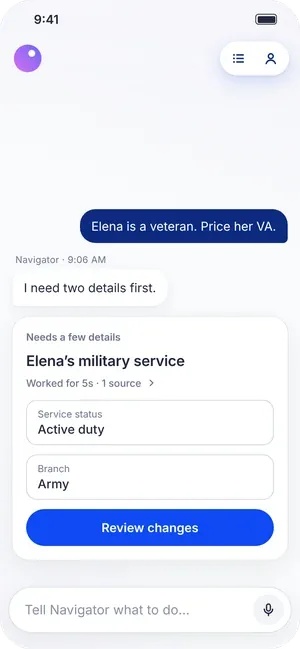 9:41
Elena is a veteran. Price her VA.
Navigator · 9:06 AM
I need two details first.
Needs a few details
Elena’s military service
Worked for 5s · 1 source
Service status
Active duty
Branch
Army
Review changes
Tell Navigator what to do...